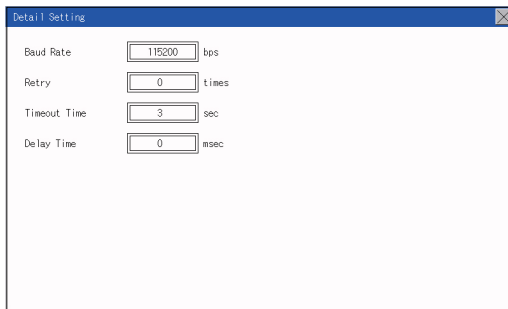 Detail Setting
Baud Rate 115200 bps
Retry 0 times
Timeout Time 3 sec
Delay Time 0 msec